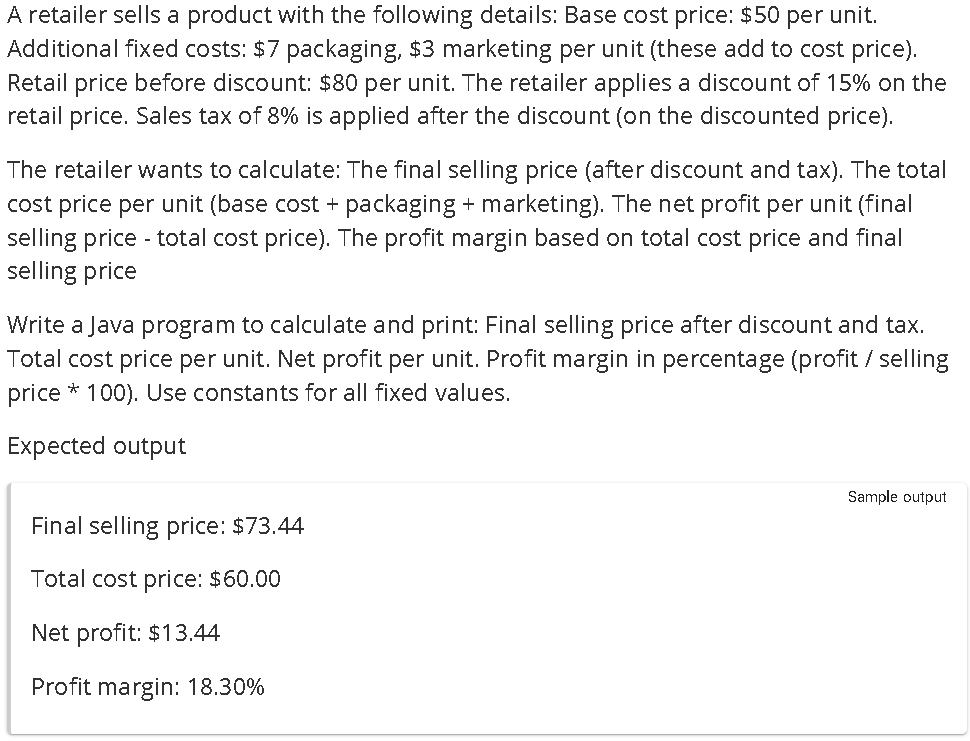 A retailer sells a product with the following details: Base cost price: $50 per unit.
Additional fixed costs: $7 packaging, $3 marketing per unit (these add to cost price).
Retail price before discount: $80 per unit. The retailer applies a discount of 15% on the
retail price. Sales tax of 8% is applied after the discount (on the discounted price).
The retailer wants to calculate: The final selling price (after discount and tax). The total
cost price per unit (base cost + packaging + marketing). The net profit per unit (final
selling price - total cost price). The profit margin based on total cost price and final
selling price
Write a Java program to calculate and print: Final selling price after discount and tax.
Total cost price per unit. Net profit per unit. Profit margin in percentage (profit / selling
price * 100). Use constants for all fixed values.
Expected output
Sample output
Final selling price: $73.44
Total cost price: $60.00
Net profit: $13.44
Profit margin: 18.30%